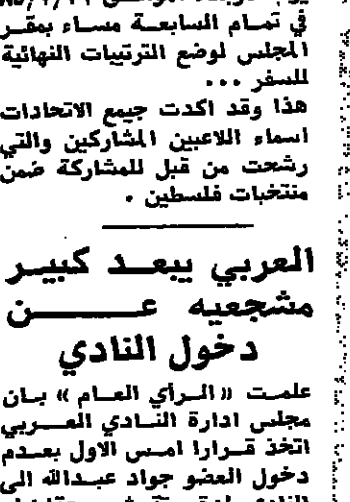 في تمام السابعة مساء بمقر
المجلس لوضع الترتيبات النهائية
للسفر ...
هذا وقد اكدت جيمع الاتحادات
اسماء اللاعبين المشاركين والتي
رشحت من قبل للمشاركة ضمن
منتخبات فلسطين .
العربي يبعد كبير
مشجعيه عن
دخول النادي
علمت « الرأي العام » بان
مجلس ادارة النادي العربي
اتخذ قرارا امس الاول بعدم
دخول العضو جواد عبدالله الى